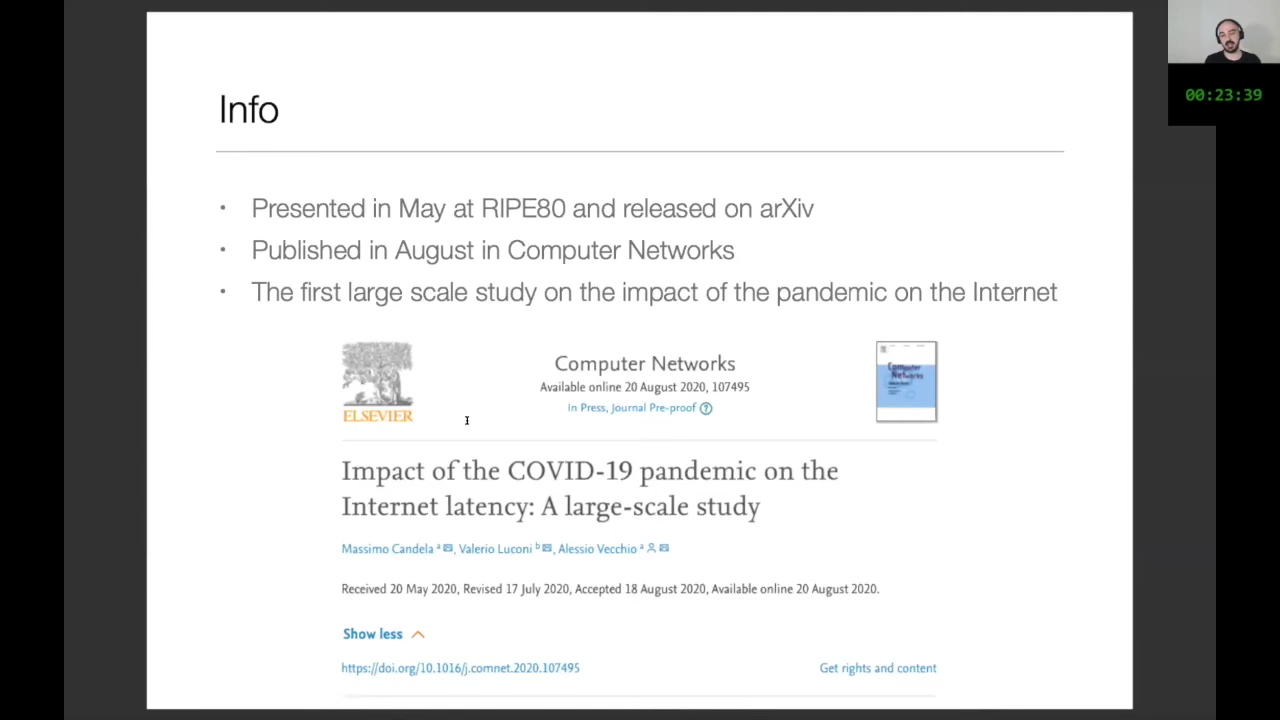 00:23:39
Info
• Presented in May at RIPE80 and released on arXiv
• Published in August in Computer Networks
• The first large scale study on the impact of the pandemic on the Internet
ELSEVIER
Computer Networks
Available online 20 August 2020, 107495
In Press, Journal Pre-proof ?
Computer Networks
Impact of the COVID-19 pandemic on the
Internet latency: A large-scale study
Massimo Candela a, Valerio Luconi b, Alessio Vecchio a
Received 20 May 2020, Revised 17 July 2020, Accepted 18 August 2020, Available online 20 August 2020.
Show less
https://doi.org/10.1016/j.comnet.2020.107495
Get rights and content